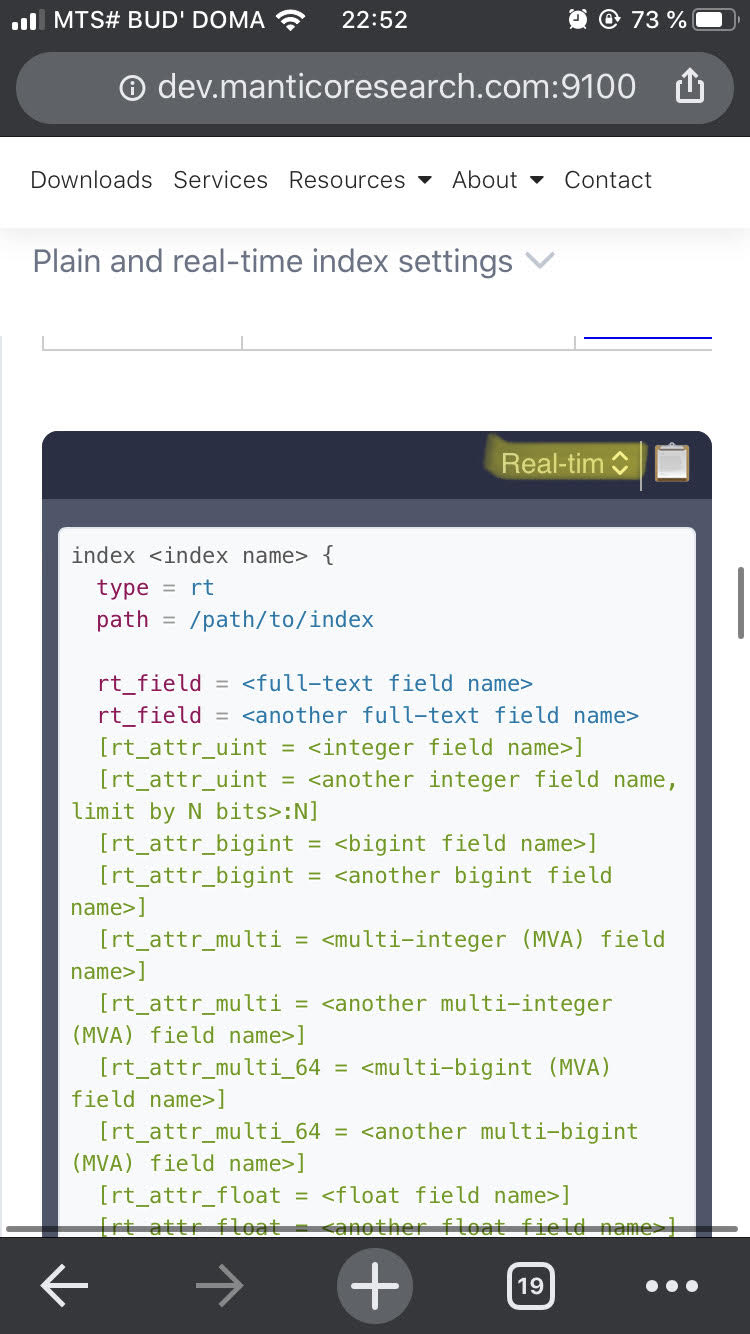 MTS# BUD' DOMA 22:52 73 %
dev.manticoresearch.com:9100
Downloads Services Resources About Contact
Plain and real-time index settings
Real-tim
index <index name> {
type = rt
path = /path/to/index
rt_field = <full-text field name>
rt_field = <another full-text field name>
[rt_attr_uint = <integer field name>]
[rt_attr_uint = <another integer field name,
limit by N bits>:N]
[rt_attr_bigint = <bigint field name>]
[rt_attr_bigint = <another bigint field
name>]
[rt_attr_multi = <multi-integer (MVA) field
name>]
[rt_attr_multi = <another multi-integer
(MVA) field name>]
[rt_attr_multi_64 = <multi-bigint (MVA)
field name>]
[rt_attr_multi_64 = <another multi-bigint
(MVA) field name>]
[rt_attr_float = <float field name>]
[rt_attr_float = <another float field name>]
19